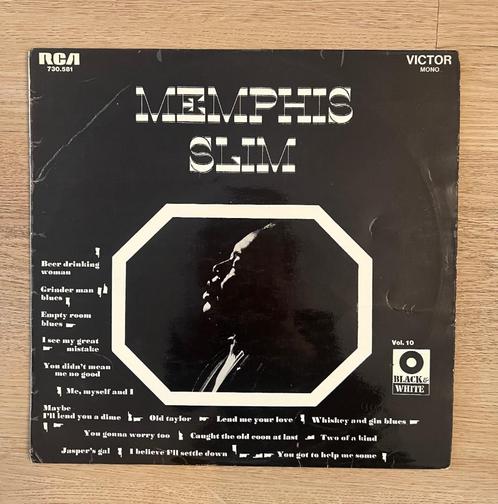 RCA
730.581
VICTOR
MONO
MEMPHIS
SLIM
Beer drinking
woman
Grinder man
blues
Empty room
blues
I see my great
mistake
You didn't mean
me no good
Me, myself and I
Maybe
I'll lend you a dime
Old taylor
Lend me your love
Whiskey and gin blues
You gonna worry too
Caught the old coon at last
Two of a kind
Jasper's gal
I believe I'll settle down
You got to help me some
Vol. 10
BLACK &
WHITE